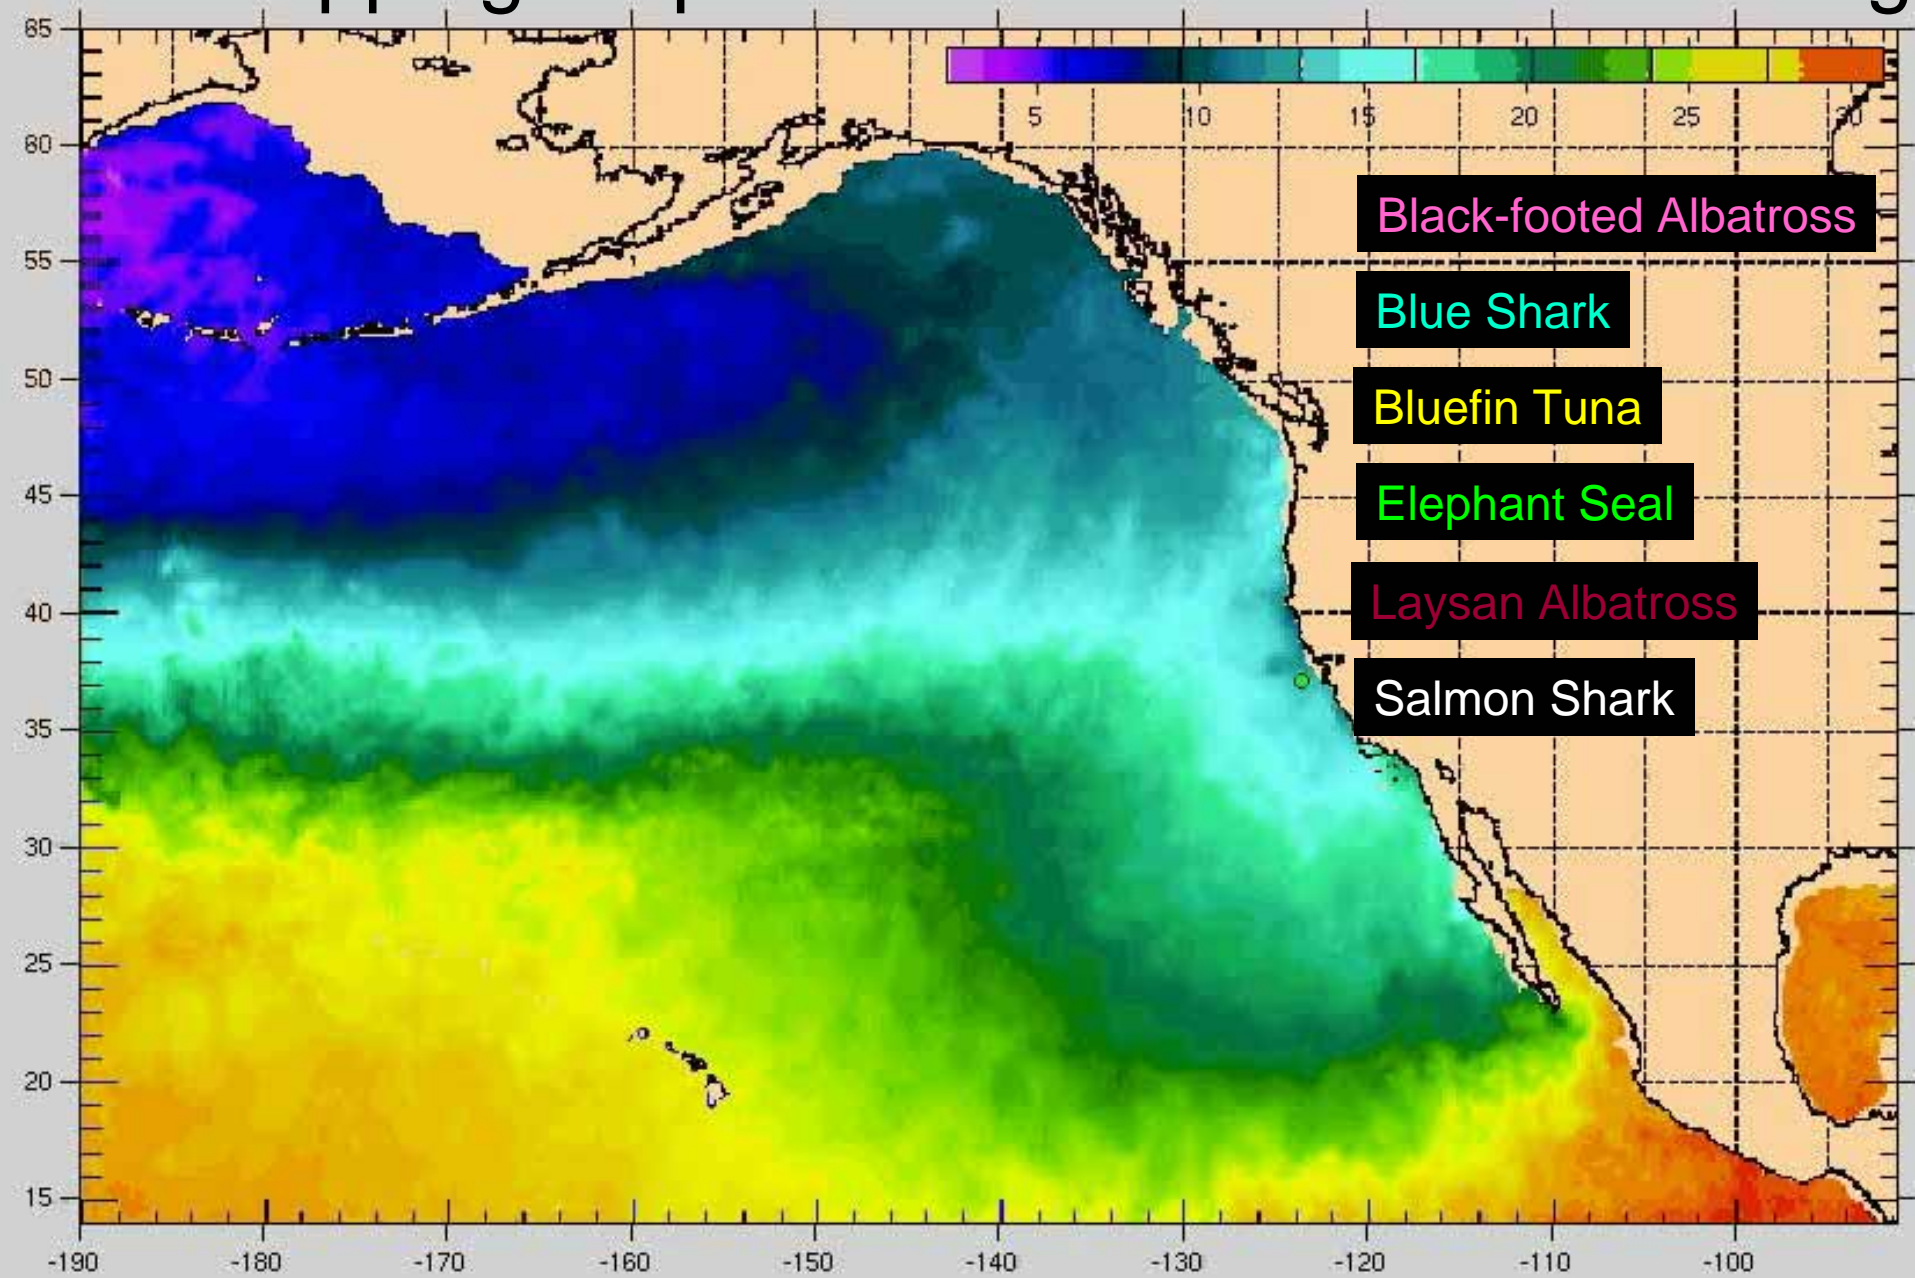 65
5 10 15 20 25 30
60
Black-footed Albatross
55
Blue Shark
50
Bluefin Tuna
45
Elephant Seal
40
Laysan Albatross
Salmon Shark
35
30
25
20
15
-190 -180 -170 -160 -150 -140 -130 -120 -110 -100